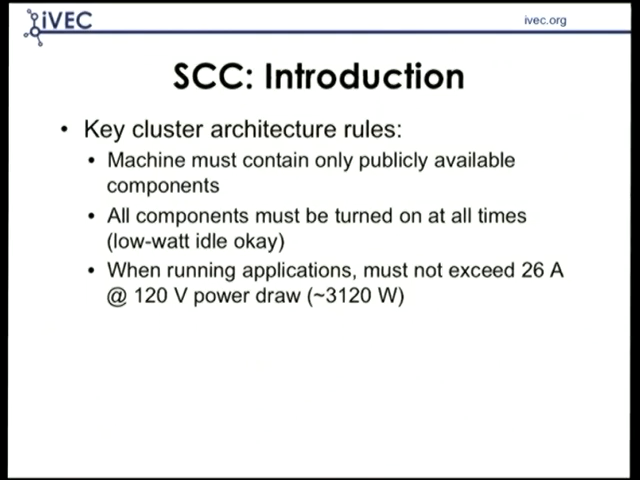 iVEC
ivec.org
SCC: Introduction
• Key cluster architecture rules:
• Machine must contain only publicly available
components
• All components must be turned on at all times
(low-watt idle okay)
• When running applications, must not exceed 26 A
@ 120 V power draw (~3120 W)